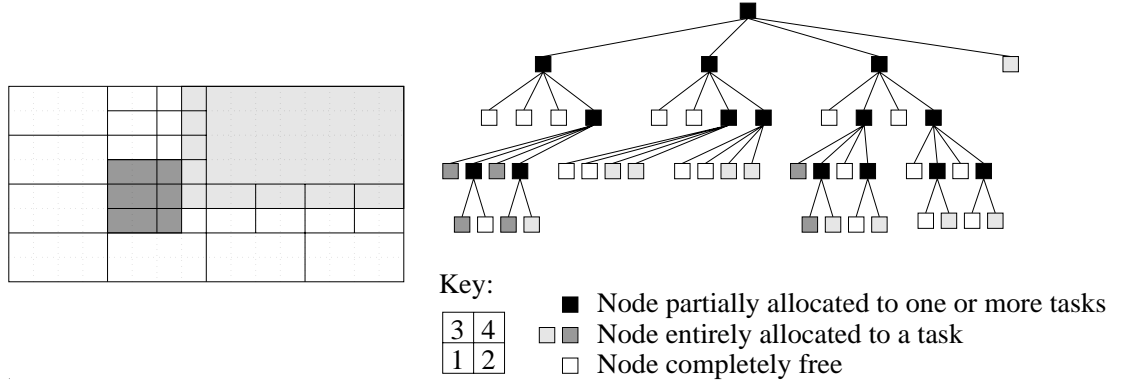 Key:
3 4
1 2
Node partially allocated to one or more tasks
Node entirely allocated to a task
Node completely free